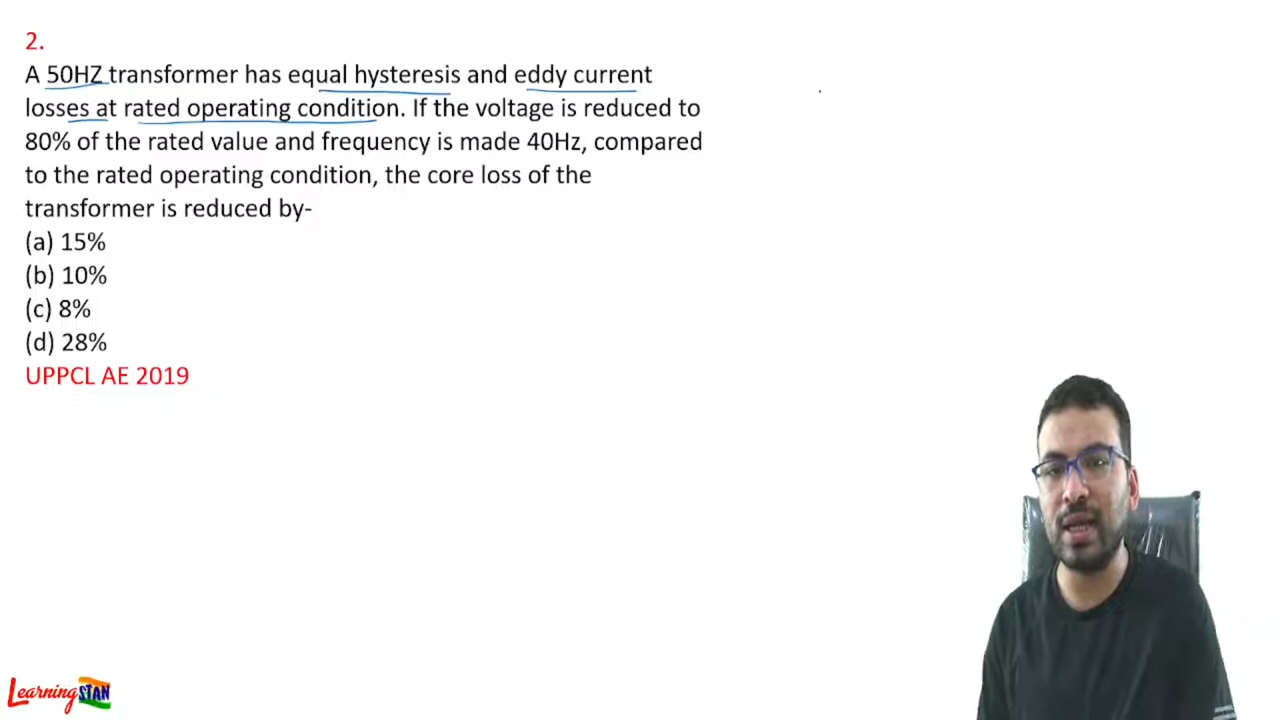 2.
A 50HZ transformer has equal hysteresis and eddy current
losses at rated operating condition. If the voltage is reduced to
80% of the rated value and frequency is made 40Hz, compared
to the rated operating condition, the core loss of the
transformer is reduced by-
(a) 15%
(b) 10%
(c) 8%
(d) 28%
UPPCL AE 2019
LearningSTAN